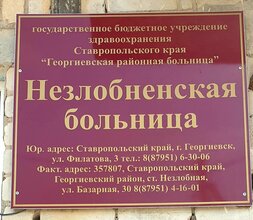 государственное бюджетное учреждение
здравоохранения
Ставропольского края
"Георгиевская районная больница"
Незлобненская
больница
Юр. адрес: Ставропольский край, г. Георгиевск,
ул. Филатова, 3 тел.: 8(87951) 6-30-06
Факт. адрес: 357807, Ставропольский край,
Георгиевский район, ст. Незлобная,
ул. Базарная, 30 8(87951) 4-16-01